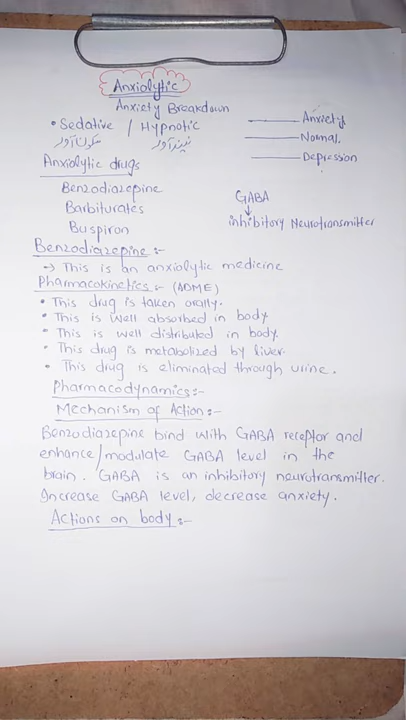 Anxiolytic
Anxiety Breakdown
• Sedative / Hypnotic
سکون آور نیند آور
Anxiety
Normal.
Depression
Anxiolytic drugs
Benzodiazepine
Barbiturates
Buspiron
GABA
↓
inhibitory Neurotransmitter
Benzodiazepine :-
→ This is an anxiolytic medicine
Pharmacokinetics :- (ADME)
• This drug is taken orally.
• This is well absorbed in body
• This is well distributed in body.
• This drug is metabolized by liver.
• This drug is eliminated through urine.
Pharmacodynamics :-
Mechanism of Action :-
Benzodiazepine bind with GABA receptor and
enhance/modulate GABA level in the
brain. GABA is an inhibitory neurotransmitter.
Increase GABA level, decrease anxiety.
Actions on body :-